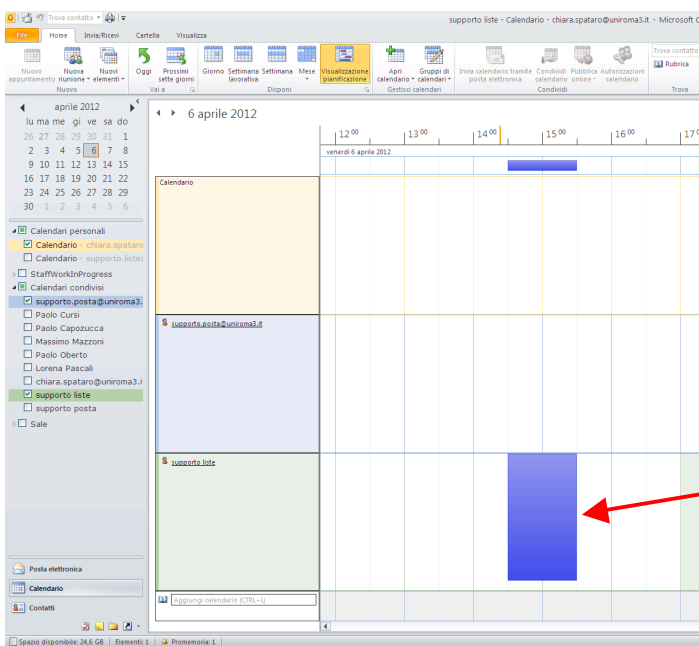 Trova contatto
supporto liste - Calendario - chiara.spataro@uniroma3.it - Microsoft O
File Home Invia/Ricevi Cartella Visualizza
Nuovo appuntamento
Nuova riunione
Nuovi elementi
Nuovo
Oggi
Prossimi sette giorni
Vai a
Giorno
Settimana lavorativa
Settimana
Mese
Visualizzazione pianificazione
Disponi
Apri calendario
Gruppi di calendari
Gestisci calendari
Invia calendario tramite posta elettronica
Condividi calendario
Pubblica online
Autorizzazioni calendario
Condividi
Trova contatto
Rubrica
Trova
aprile 2012
lu ma me gi ve sa do
26 27 28 29 30 31 1
2 3 4 5 6 7 8
9 10 11 12 13 14 15
16 17 18 19 20 21 22
23 24 25 26 27 28 29
30 1 2 3 4 5 6
Calendari personali
Calendario - chiara.spataro
Calendario - supporto.liste
StaffWorkInProgress
Calendari condivisi
supporto.posta@uniroma3.
Paolo Cursi
Paolo Capozucca
Massimo Mazzoni
Paolo Oberto
Lorena Pascali
chiara.spataro@uniroma3.i
supporto liste
supporto posta
Sale
Posta elettronica
Calendario
Contatti
6 aprile 2012
12 00 13 00 14 00 15 00 16 00 17 0
venerdì 6 aprile 2012
Calendario
supporto.posta@uniroma3.it
supporto liste
Aggiungi calendario (CTRL+L)
Spazio disponibile: 24,6 GB Elementi: 1 Promemoria: 1